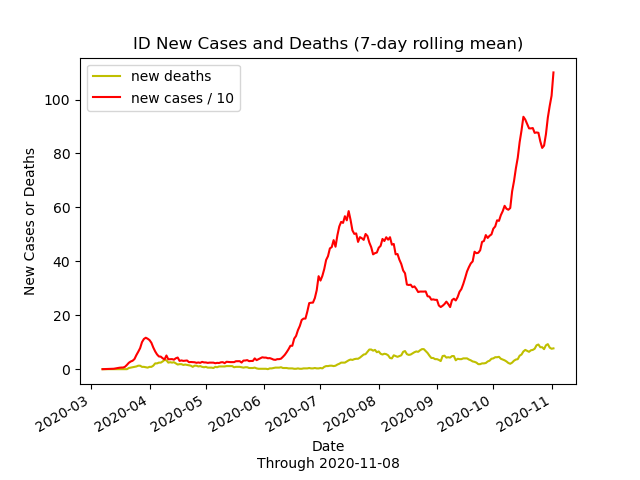 ID New Cases and Deaths (7-day rolling mean)
new deaths
new cases / 10
New Cases or Deaths
100
80
60
40
20
0
2020-03
2020-04
2020-05
2020-06
2020-07
2020-08
2020-09
2020-10
2020-11
Date
Through 2020-11-08